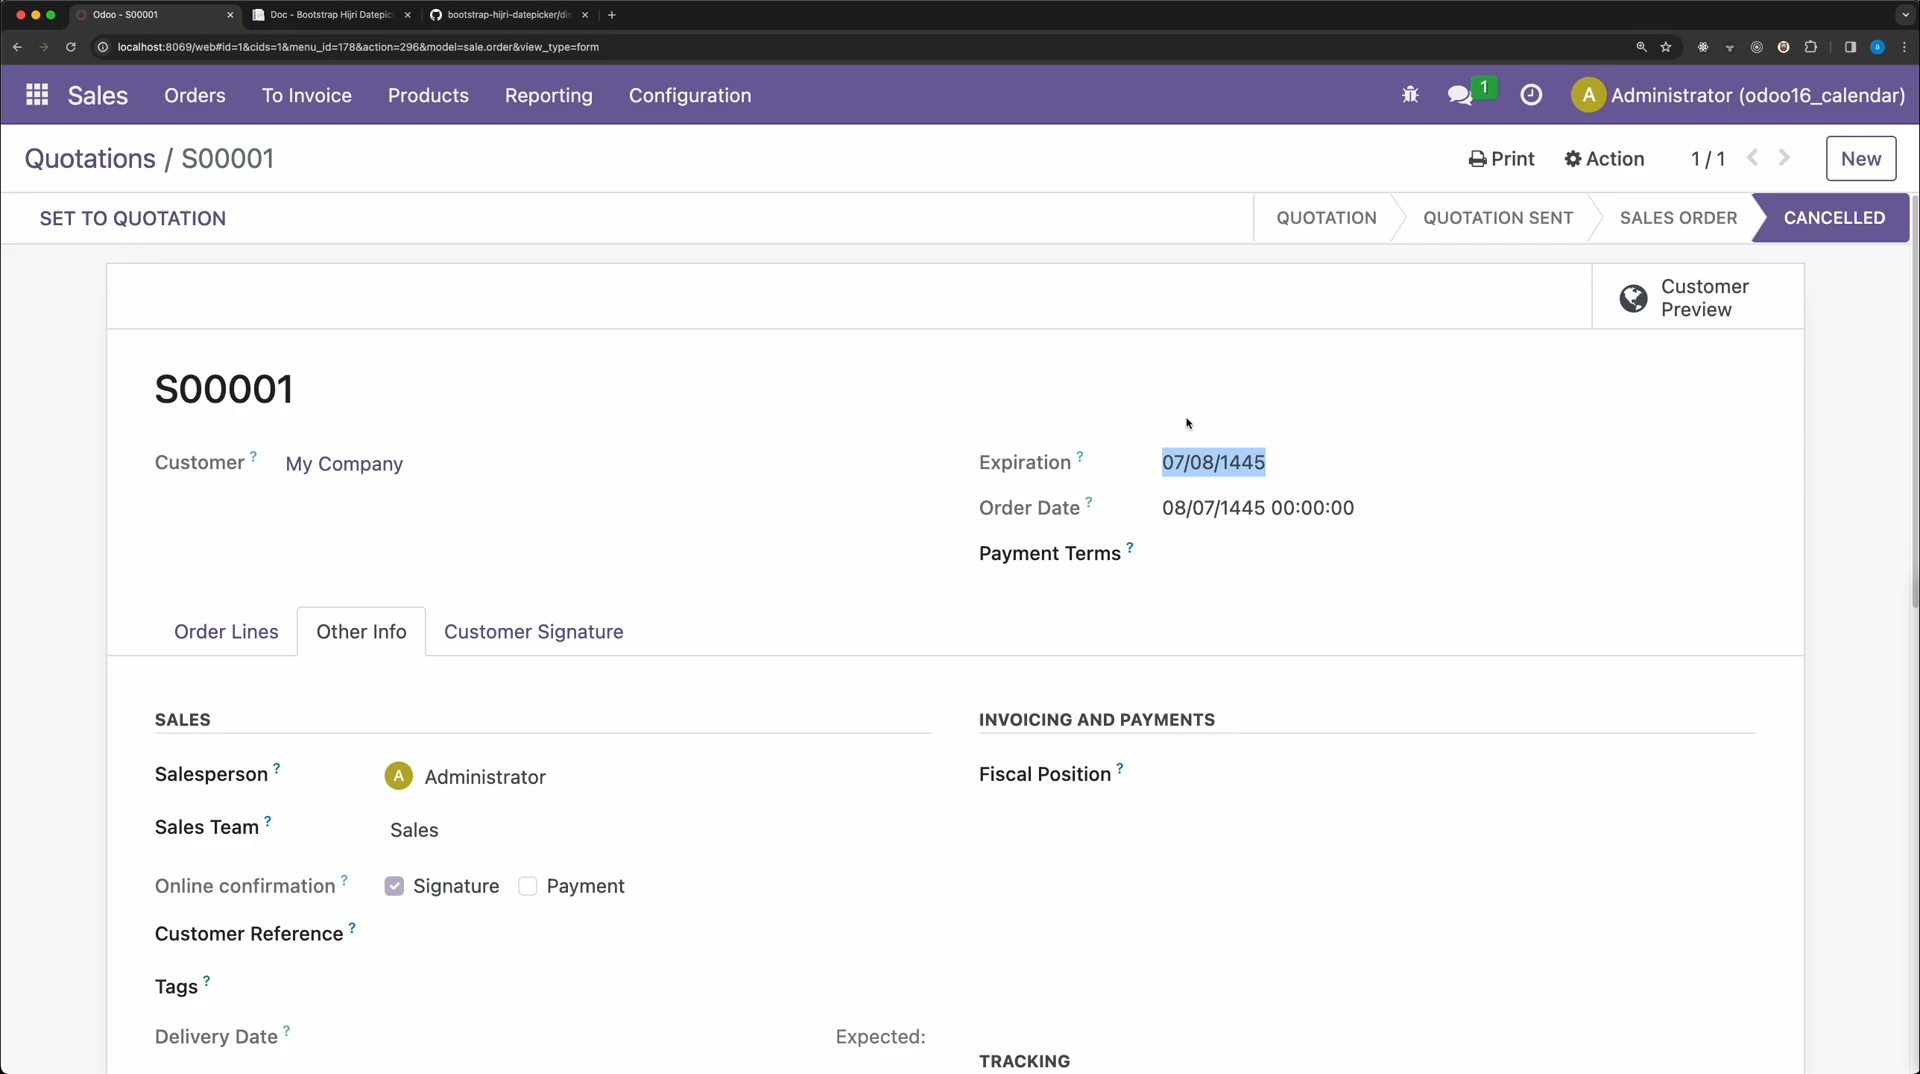 Odoo - S00001
Doc - Bootstrap Hijri Datepic
bootstrap-hijri-datepicker/dis
localhost:8069/web#id=1&cids=1&menu_id=178&action=296&model=sale.order&view_type=form
a
Sales
Orders
To Invoice
Products
Reporting
Configuration
1
A
Administrator (odoo16_calendar)
Quotations / S00001
Print
Action
1 / 1
New
SET TO QUOTATION
QUOTATION
QUOTATION SENT
SALES ORDER
CANCELLED
Customer
Preview
S00001
Customer ?
My Company
Expiration ?
07/08/1445
Order Date ?
08/07/1445 00:00:00
Payment Terms ?
Order Lines
Other Info
Customer Signature
SALES
INVOICING AND PAYMENTS
Salesperson ?
A
Administrator
Fiscal Position ?
Sales Team ?
Sales
Online confirmation ?
Signature
Payment
Customer Reference ?
Tags ?
Delivery Date ?
Expected:
TRACKING